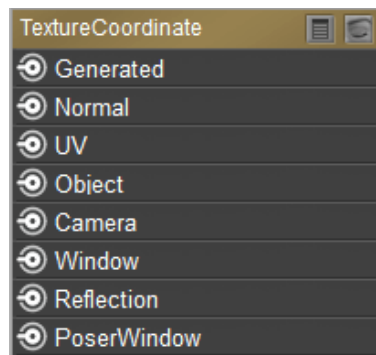 TextureCoordinate
Generated
Normal
UV
Object
Camera
Window
Reflection
PoserWindow